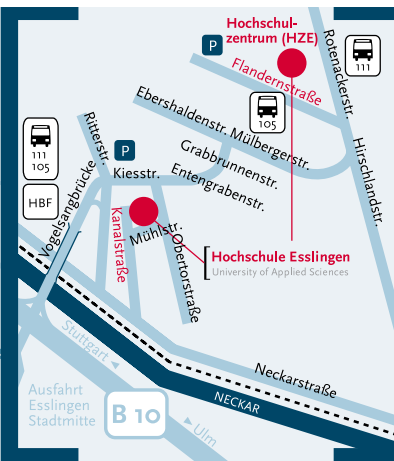 Hochschul-
zentrum (HZE)
P
Flandernstraße
Rotenackerstr.
111
Ebershaldenstr.
105
Mülbergerstr.
Ritterstr.
P
111
105
Grabbrunnenstr.
Hirschlandstr.
Kiesstr.
Entengrabenstr.
HBF
Vogelsangbrücke
Kanalstraße
Mühlstr.
Obertorstraße
Hochschule Esslingen
University of Applied Sciences
Stuttgart
Neckarstraße
Ausfahrt
Esslingen
Stadtmitte
B 10
NECKAR
Ulm